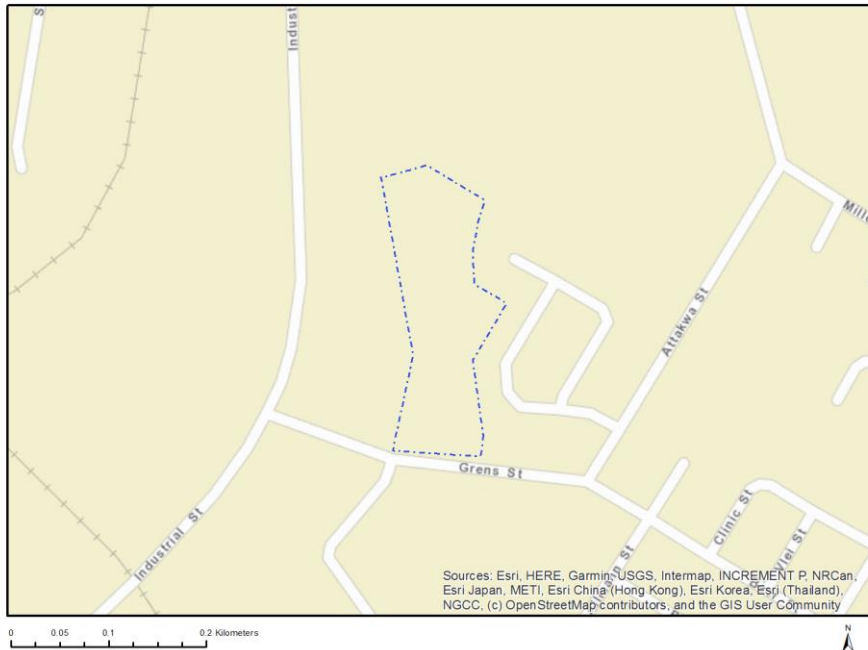 S
Indust
Mille
Attakwa St
Grens St
Clinic St
Vlei St
Industrial St
Sources: Esri, HERE, Garmin, USGS, Intermap, INCREMENT P, NRCan,
Esri Japan, METI, Esri China (Hong Kong), Esri Korea, Esri (Thailand),
NGCC, (c) OpenStreetMap contributors, and the GIS User Community
0 0.05 0.1 0.2 Kilometers
N